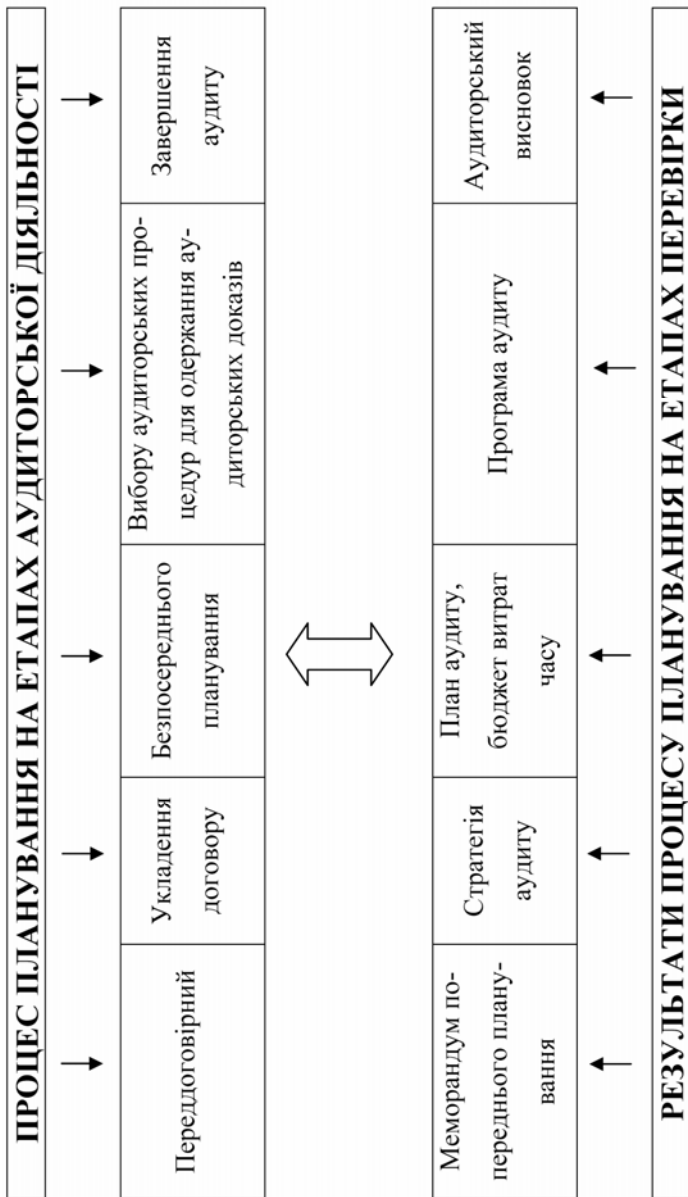 ПРОЦЕС ПЛАНУВАННЯ НА ЕТАПАХ АУДИТОРСЬКОЇ ДІЯЛЬНОСТІ
Переддоговірний
Укладення
договору
Безпосереднього
планування
Вибору аудиторських про-
цедур для одержання ау-
диторських доказів
Завершення
аудиту
Меморандум по-
переднього плану-
вання
Стратегія
аудиту
План аудиту,
бюджет витрат
часу
Програма аудиту
Аудиторський
висновок
РЕЗУЛЬТАТИ ПРОЦЕСУ ПЛАНУВАННЯ НА ЕТАПАХ ПЕРЕВІРКИ